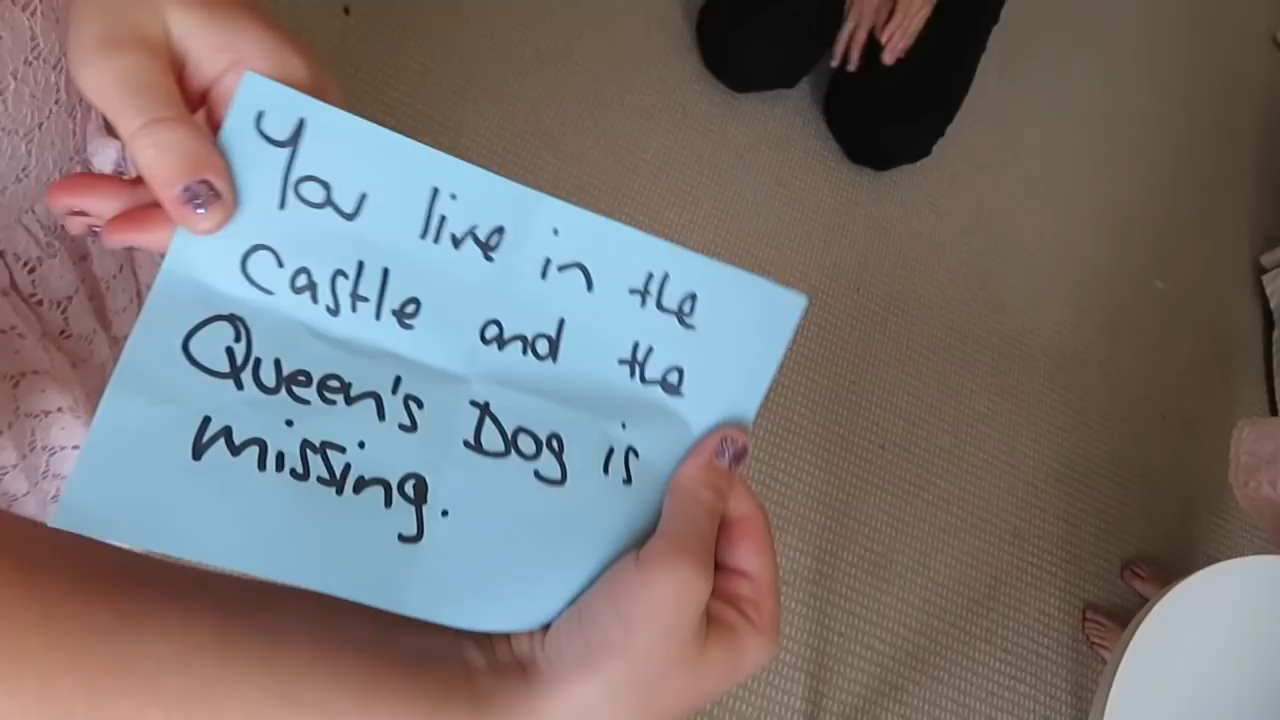 You live in the
castle and the
Queen's Dog is
missing.